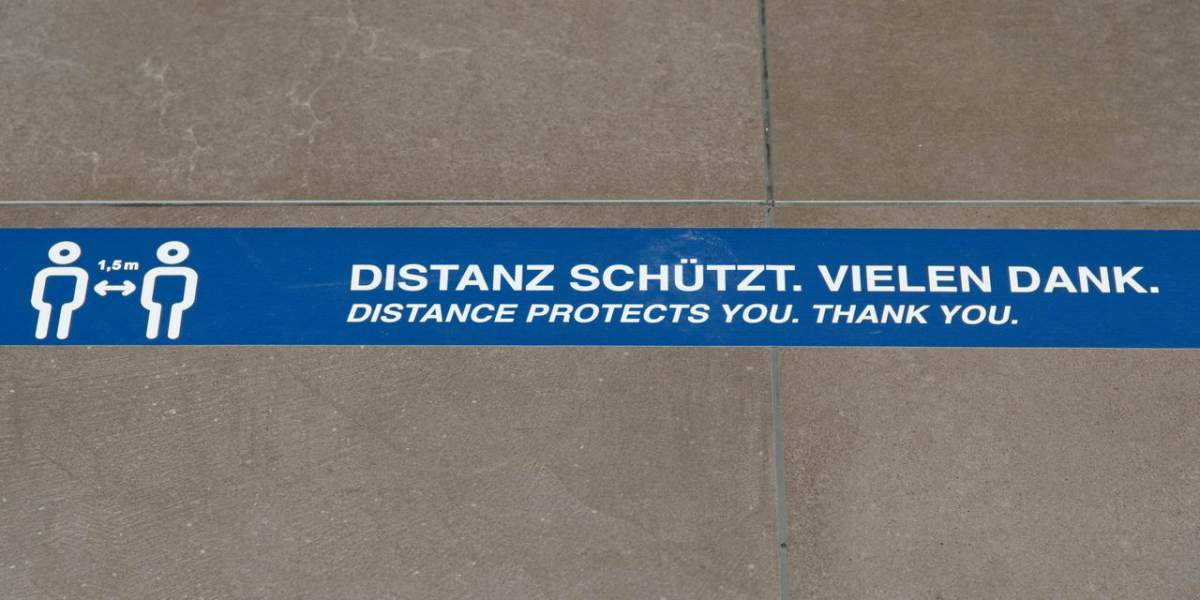 1,5m
DISTANZ SCHÜTZT. VIELEN DANK.
DISTANCE PROTECTS YOU. THANK YOU.